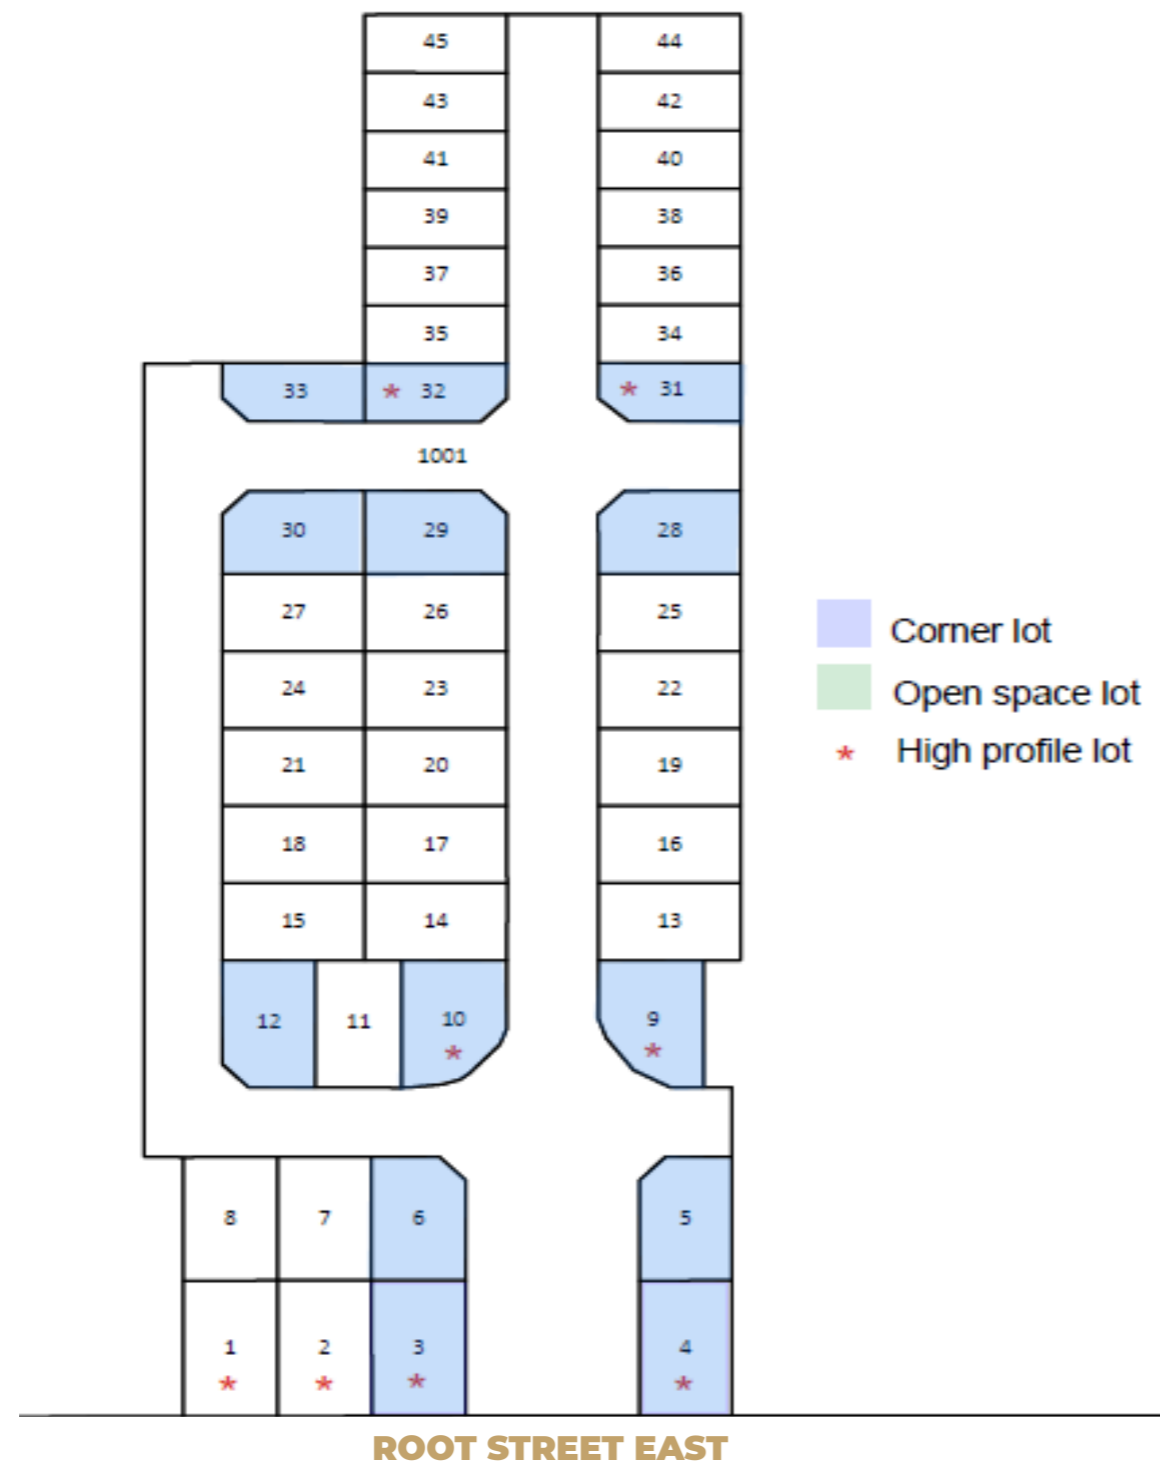 45 44
43 42
41 40
39 38
37 36
35 34
33 * 32 * 31
1001
30 29 28
27 26 25
24 23 22
21 20 19
18 17 16
15 14 13
12 11 10 9
* *
8 7 6 5
1 2 3 4
* * * *
Corner lot
Open space lot
* High profile lot
ROOT STREET EAST